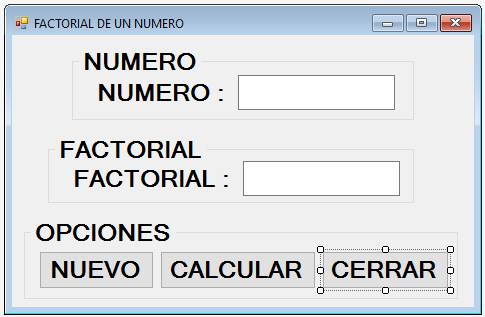 FACTORIAL DE UN NUMERO
NUMERO
NUMERO :
FACTORIAL
FACTORIAL :
OPCIONES
NUEVO CALCULAR CERRAR